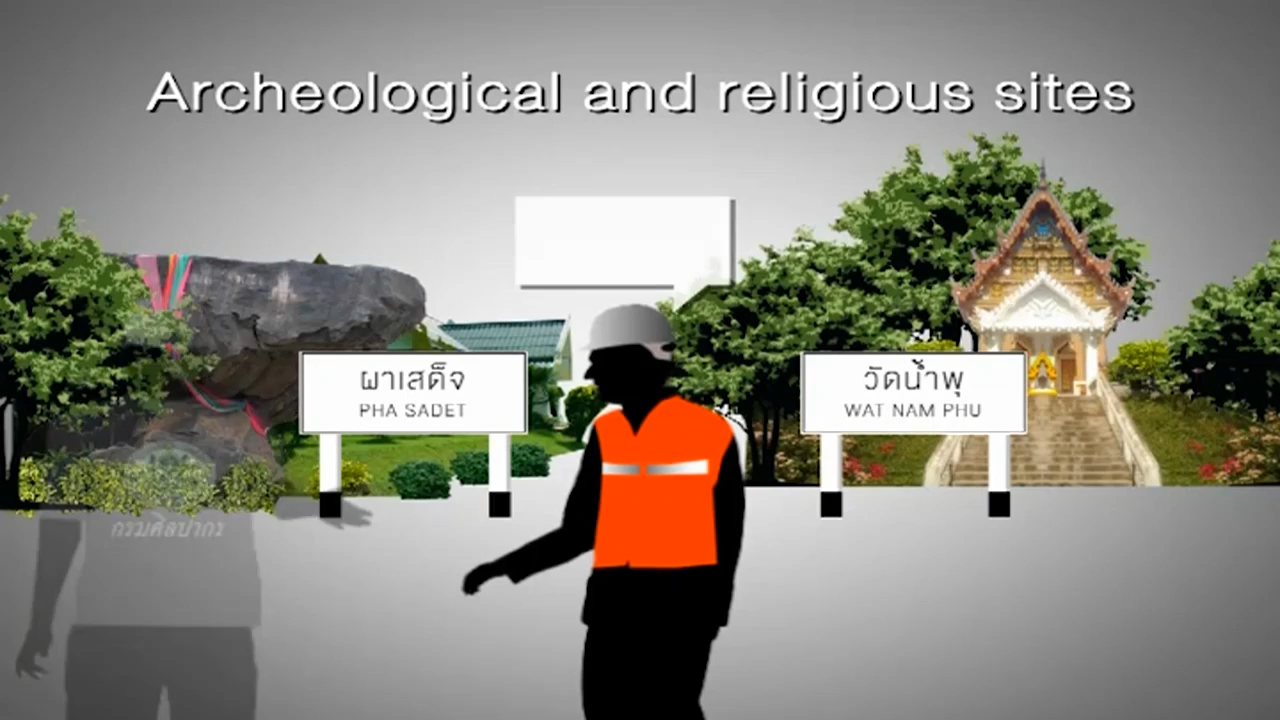 Archeological and religious sites
ผาเสด็จ
PHA SADET
วัดน้ำพุ
WAT NAM PHU
กรมศิลปากร